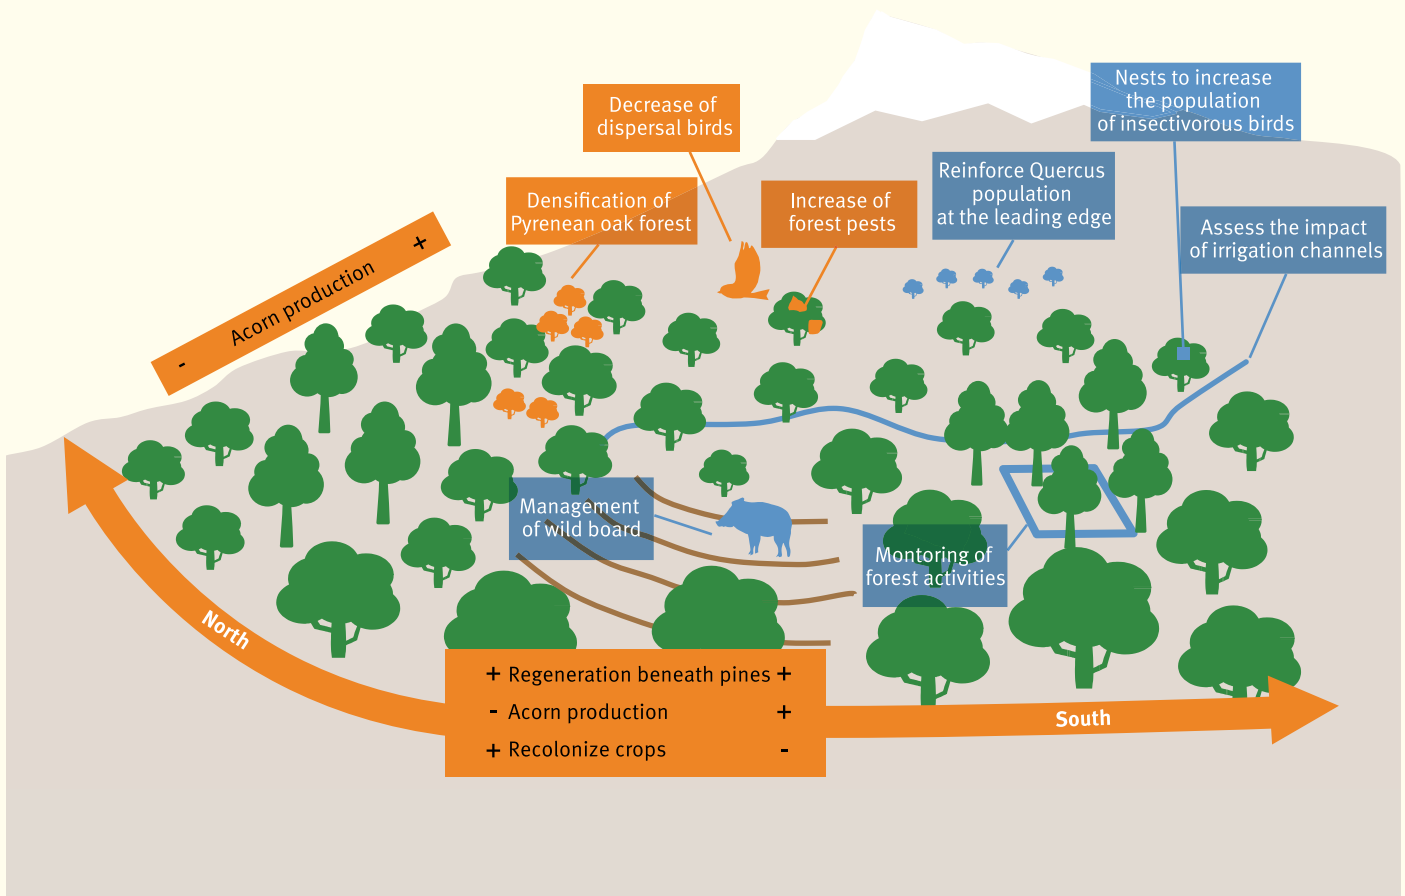 Nests to increase
the population
of insectivorous birds
Decrease of
dispersal birds
Reinforce Quercus
population
at the leading edge
Densification of
Pyrenean oak forest
Increase of
forest pests
Assess the impact
of irrigation channels
- Acorn production +
Management
of wild board
Montoring of
forest activities
North
+ Regeneration beneath pines +
- Acorn production +
+ Recolonize crops -
South